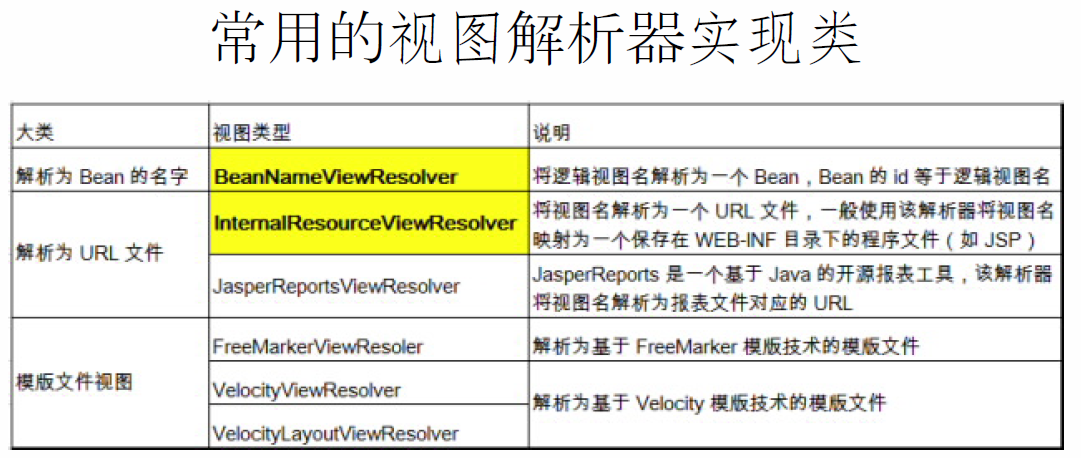 常用的视图解析器实现类
大类 视图类型 说明
解析为 Bean 的名字 BeanNameViewResolver 将逻辑视图名解析为一个 Bean，Bean 的 id 等于逻辑视图名
解析为 URL 文件 InternalResourceViewResolver 将视图名解析为一个 URL 文件，一般使用该解析器将视图名
映射为一个保存在 WEB-INF 目录下的程序文件（如 JSP）
JasperReportsViewResolver JasperReports 是一个基于 Java 的开源报表工具，该解析器
将视图名解析为报表文件对应的 URL
模版文件视图 FreeMarkerViewResoler 解析为基于 FreeMarker 模版技术的模版文件
VelocityViewResolver 解析为基于 Velocity 模版技术的模版文件
VelocityLayoutViewResolver